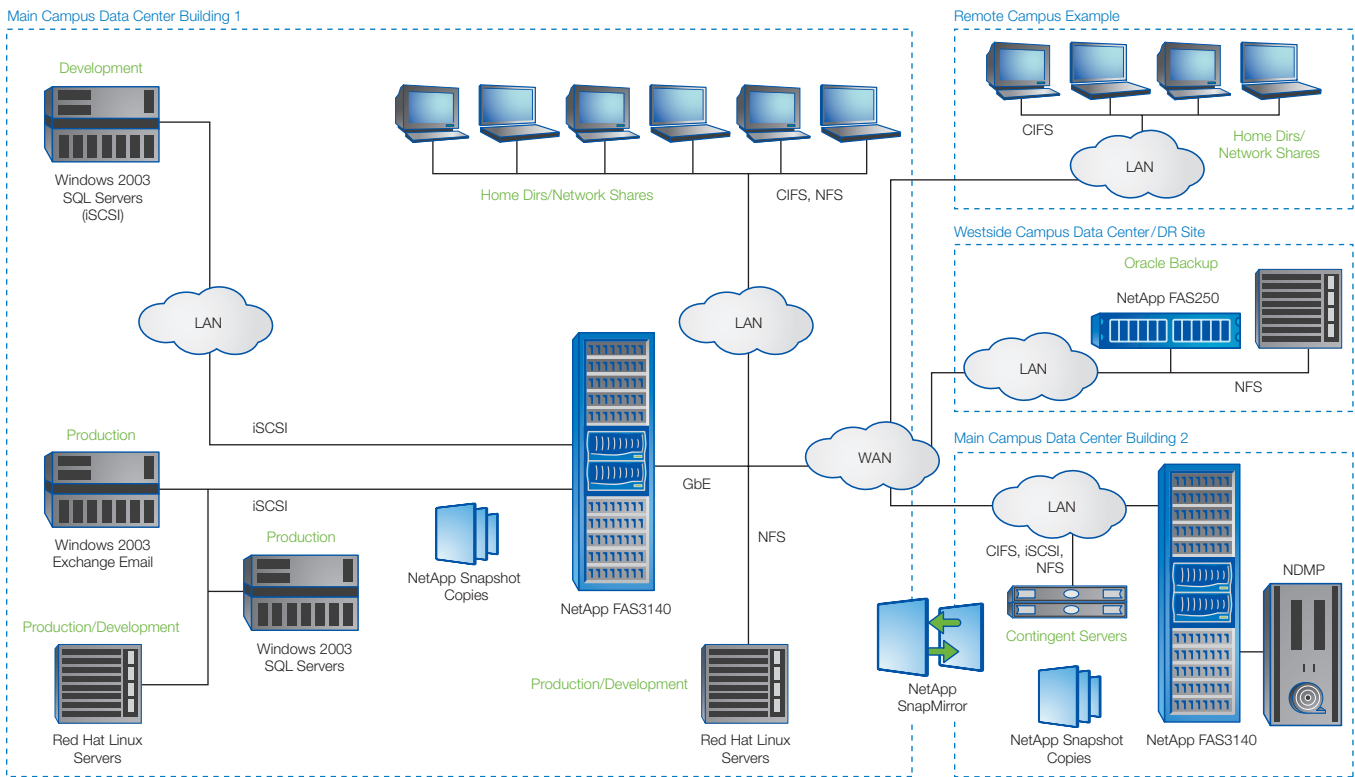 Main Campus Data Center Building 1
Development
Windows 2003
SQL Servers
(iSCSI)
Home Dirs/Network Shares
CIFS, NFS
LAN
LAN
iSCSI
Production
iSCSI
Windows 2003
Exchange Email
Production
Windows 2003
SQL Servers
Production/Development
Red Hat Linux
Servers
NetApp Snapshot
Copies
NetApp FAS3140
GbE
NFS
Production/Development
Red Hat Linux
Servers
WAN
NetApp
SnapMirror
Remote Campus Example
CIFS
Home Dirs/
Network Shares
LAN
Westside Campus Data Center/DR Site
Oracle Backup
NetApp FAS250
LAN
NFS
Main Campus Data Center Building 2
LAN
CIFS, iSCSI,
NFS
Contingent Servers
NDMP
NetApp Snapshot
Copies
NetApp FAS3140